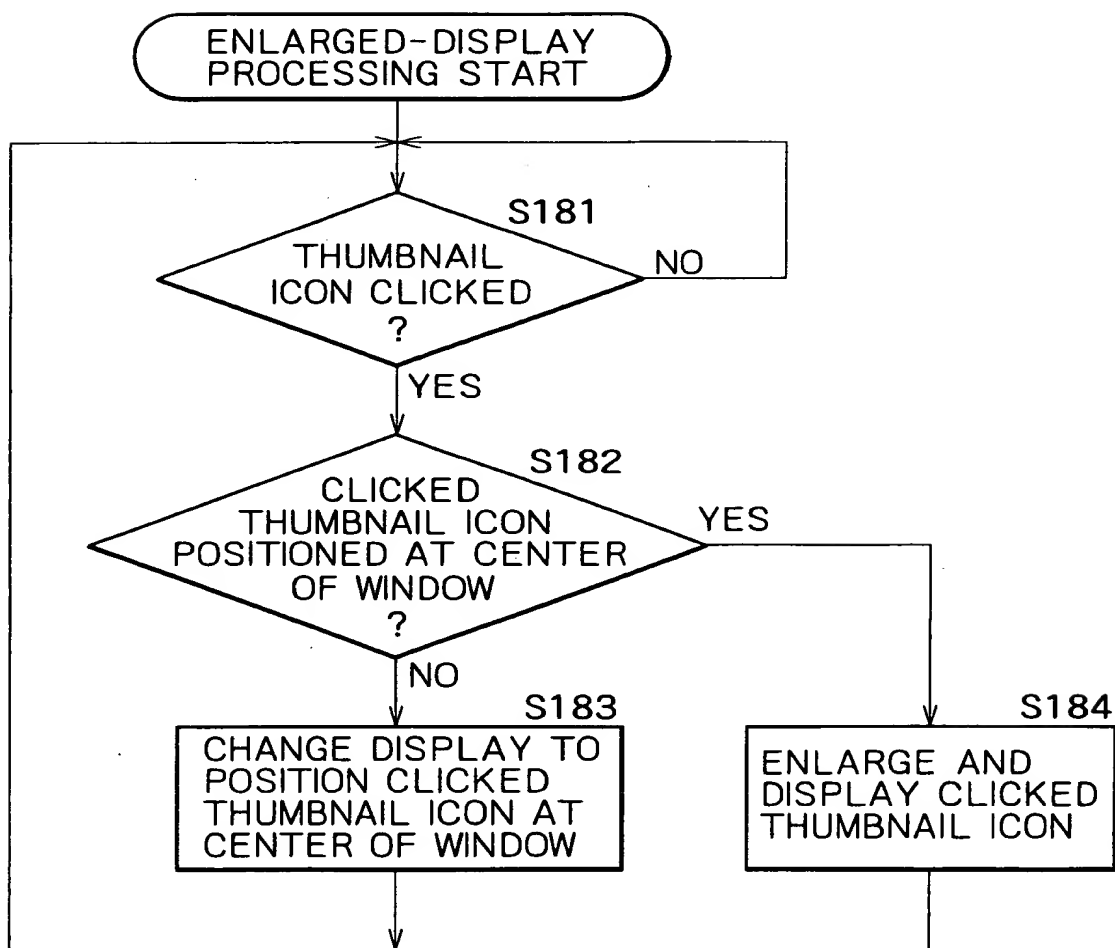 ENLARGED-DISPLAY
PROCESSING START
S181
THUMBNAIL
ICON CLICKED
?
NO
YES
S182
CLICKED
THUMBNAIL ICON
POSITIONED AT CENTER
OF WINDOW
?
YES
NO
S183
CHANGE DISPLAY TO
POSITION CLICKED
THUMBNAIL ICON AT
CENTER OF WINDOW
S184
ENLARGE AND
DISPLAY CLICKED
THUMBNAIL ICON